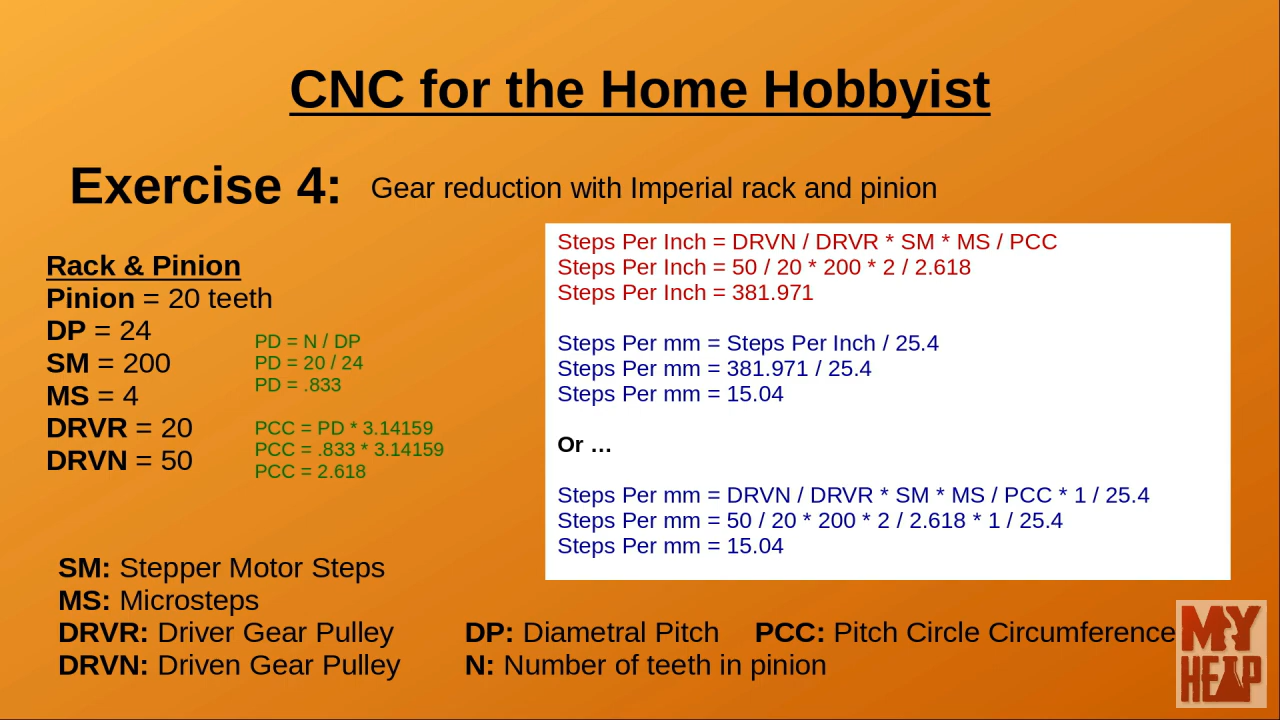 CNC for the Home Hobbyist
Exercise 4: Gear reduction with Imperial rack and pinion
Rack & Pinion
Pinion = 20 teeth
DP = 24
SM = 200
MS = 4
DRVR = 20
DRVN = 50
PD = N / DP
PD = 20 / 24
PD = .833
PCC = PD * 3.14159
PCC = .833 * 3.14159
PCC = 2.618
Steps Per Inch = DRVN / DRVR * SM * MS / PCC
Steps Per Inch = 50 / 20 * 200 * 2 / 2.618
Steps Per Inch = 381.971
Steps Per mm = Steps Per Inch / 25.4
Steps Per mm = 381.971 / 25.4
Steps Per mm = 15.04
Or …
Steps Per mm = DRVN / DRVR * SM * MS / PCC * 1 / 25.4
Steps Per mm = 50 / 20 * 200 * 2 / 2.618 * 1 / 25.4
Steps Per mm = 15.04
SM: Stepper Motor Steps
MS: Microsteps
DRVR: Driver Gear Pulley
DRVN: Driven Gear Pulley
DP: Diametral Pitch PCC: Pitch Circle Circumference
N: Number of teeth in pinion
MY
HEAP